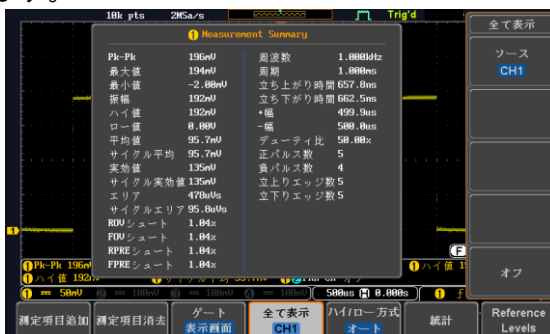 10k pts 2MSa/s Trig'd
全て表示
ソース
CH1
オフ
1 Measurement Summary
Pk-Pk 196mV
最大値 194mV
最小値 -2.00mV
振幅 192mV
ハイ値 192mV
ロー値 0.00V
平均値 95.7mV
サイクル平均 95.7mV
実効値 135mV
サイクル実効値 135mV
エリア 478uVs
サイクルエリア 95.8uVs
ROVシュート 1.04%
FOVシュート 1.04%
RPREシュート 1.04%
FPREシュート 1.04%
周波数 1.000kHz
周期 1.000ms
立ち上がり時間 657.8ns
立ち下がり時間 662.5ns
+幅 499.9us
-幅 500.0us
デューティ比 50.00%
正パルス数 5
負パルス数 4
立上りエッジ数 5
立下りエッジ数 5
1 Pk-Pk 196mV
1 ハイ値 1
1 ハイ値 192m
1 50mV 2 100mV 3 100mV 4 100mV 500us H 0.000s 1
測定項目追加 測定項目消去 ゲート 表示画面 全て表示 CH1 ハイロー方式 オート 統計 Reference Levels